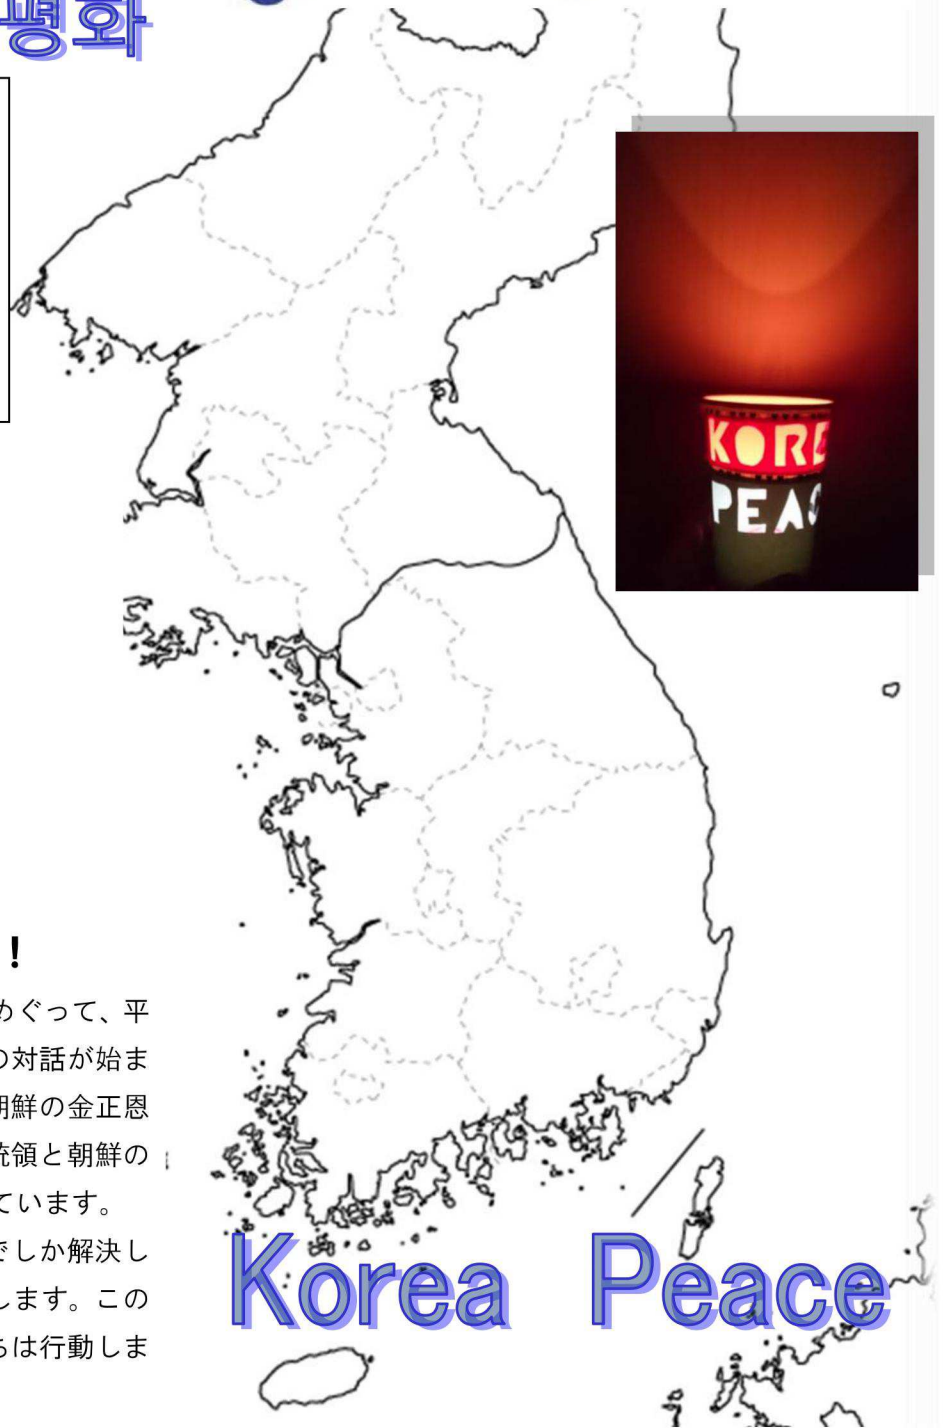 평화
KORE
PEAC
！
めぐって、平
の対話が始ま
朝鮮の金正恩
統領と朝鮮の
ています。
でしか解決し
します。この
ちは行動しま
Korea Peace